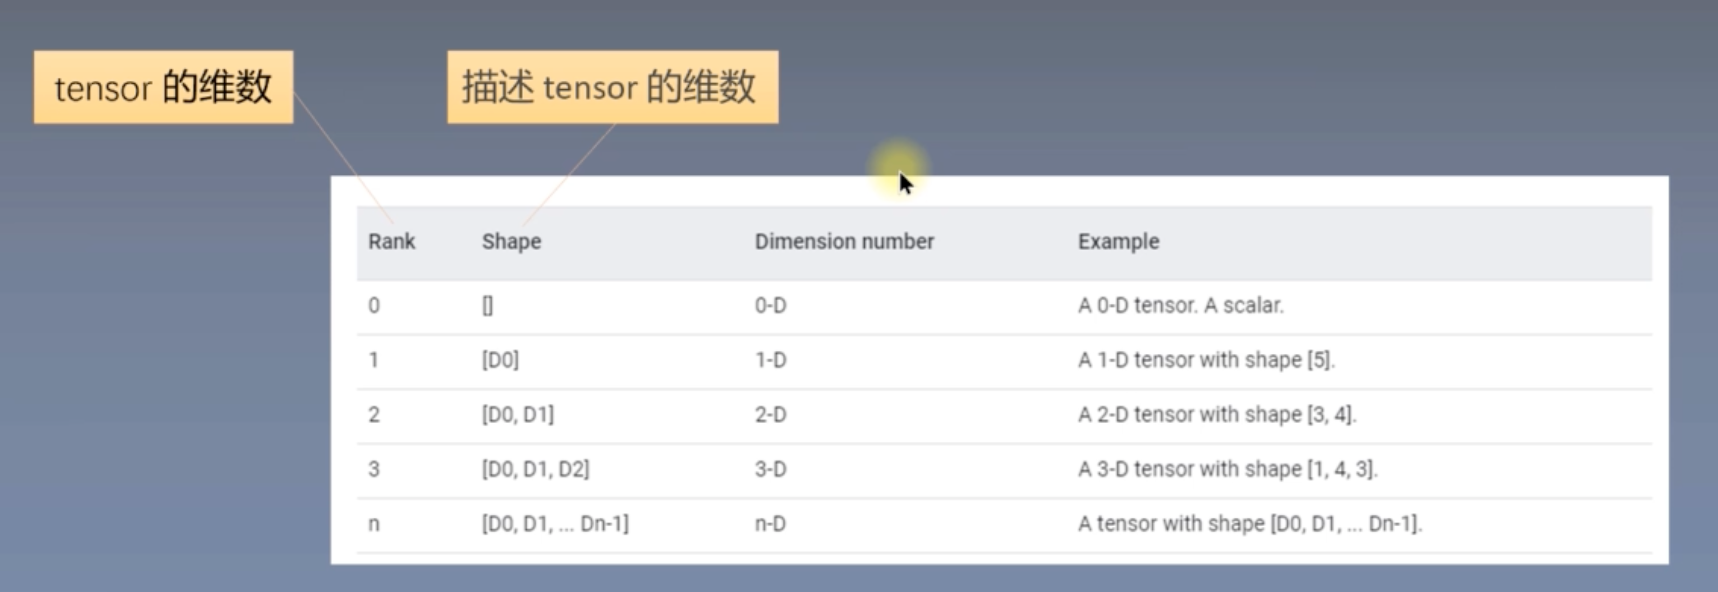 tensor 的维数
描述 tensor 的维数
Rank Shape Dimension number Example
0 [] 0-D A 0-D tensor. A scalar.
1 [D0] 1-D A 1-D tensor with shape [5].
2 [D0, D1] 2-D A 2-D tensor with shape [3, 4].
3 [D0, D1, D2] 3-D A 3-D tensor with shape [1, 4, 3].
n [D0, D1, ... Dn-1] n-D A tensor with shape [D0, D1, ... Dn-1].